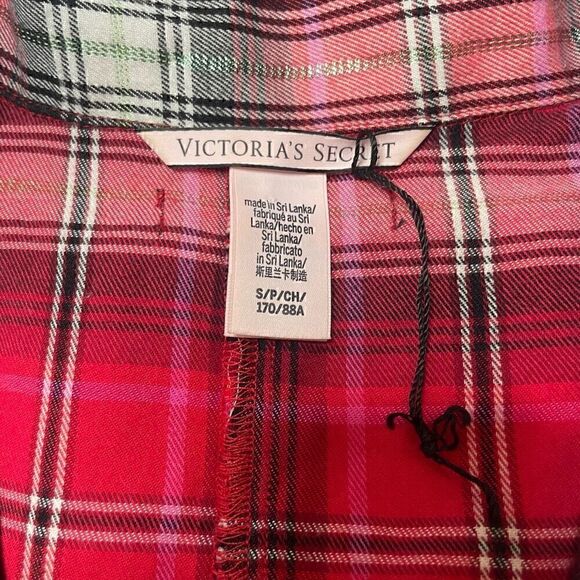 VICTORIA'S SECRET
made in Sri Lanka/
fabriqué au Sri
Lanka/hecho en
Sri Lanka/
fabbricato
in Sri Lanka/
斯里兰卡制造
S/P/CH/
170/88A